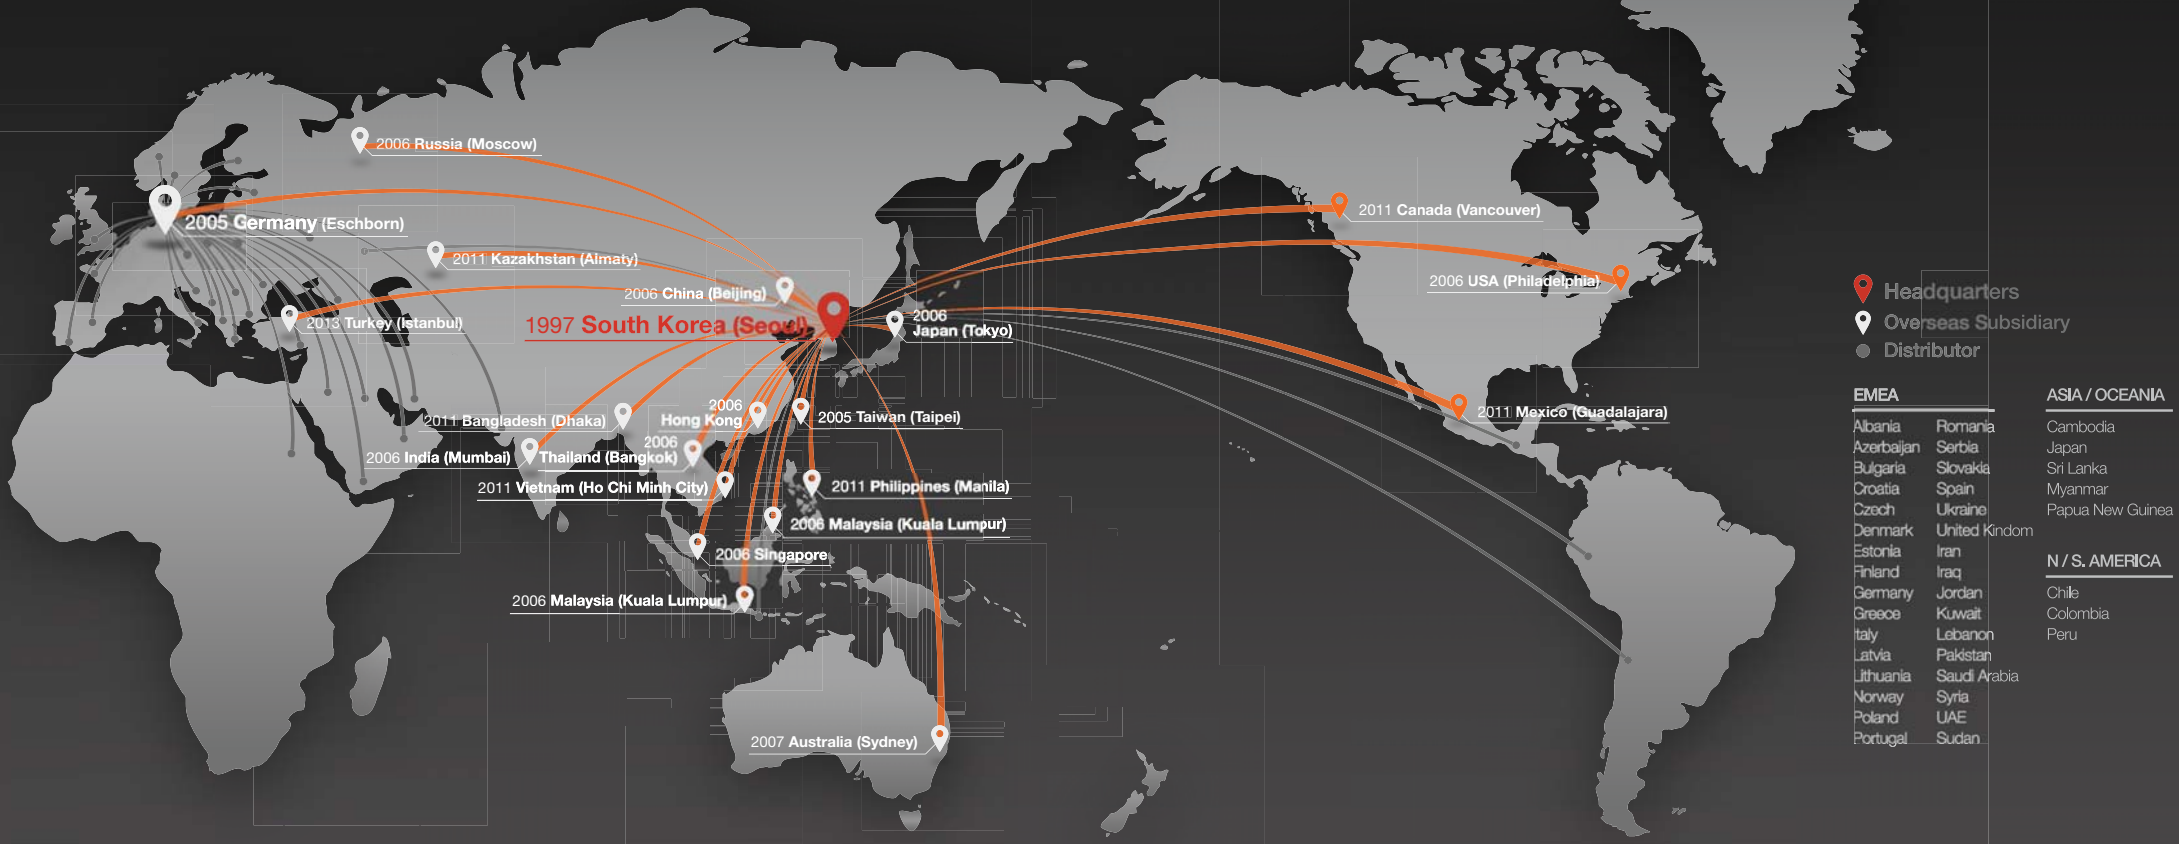 2006 Russia (Moscow)
2005 Germany (Eschborn)
2011 Kazakhstan (Almaty)
2013 Turkey (Istanbul)
2006 China (Beijing)
1997 South Korea (Seoul)
2006
Japan (Tokyo)
2011 Bangladesh (Dhaka)
2006
Hong Kong
2005 Taiwan (Taipei)
2006 India (Mumbai)
2006
Thailand (Bangkok)
2011 Vietnam (Ho Chi Minh City)
2011 Philippines (Manila)
2006 Malaysia (Kuala Lumpur)
2006 Singapore
2006 Malaysia (Kuala Lumpur)
2007 Australia (Sydney)
2011 Canada (Vancouver)
2006 USA (Philadelphia)
2011 Mexico (Guadalajara)
Headquarters
Overseas Subsidiary
Distributor
EMEA
Albania
Azerbaijan
Bulgaria
Croatia
Czech
Denmark
Estonia
Finland
Germany
Greece
Italy
Latvia
Lithuania
Norway
Poland
Portugal
Romania
Serbia
Slovakia
Spain
Ukraine
United Kindom
Iran
Iraq
Jordan
Kuwait
Lebanon
Pakistan
Saudi Arabia
Syria
UAE
Sudan
ASIA / OCEANIA
Cambodia
Japan
Sri Lanka
Myanmar
Papua New Guinea
N / S. AMERICA
Chile
Colombia
Peru